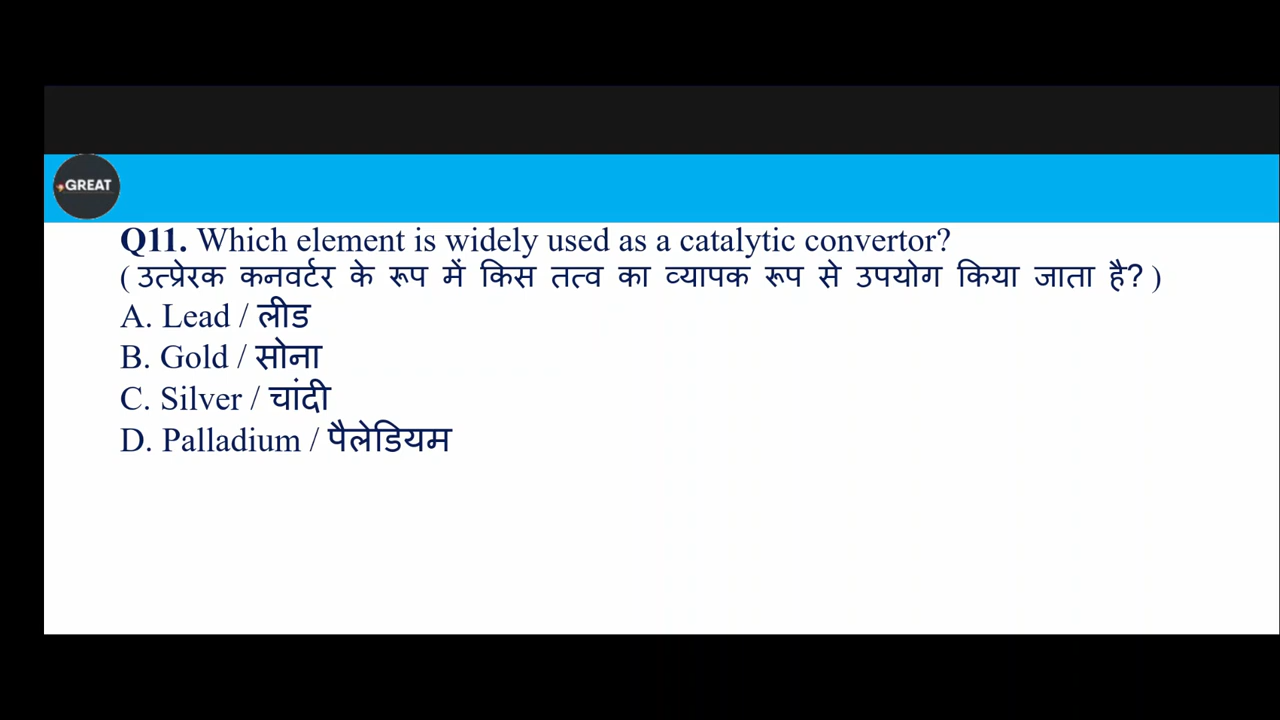 GREAT
Q11. Which element is widely used as a catalytic convertor?
( उत्प्रेरक कनवर्टर के रूप में किस तत्व का व्यापक रूप से उपयोग किया जाता है? )
A. Lead / लीड
B. Gold / सोना
C. Silver / चांदी
D. Palladium / पैलेडियम